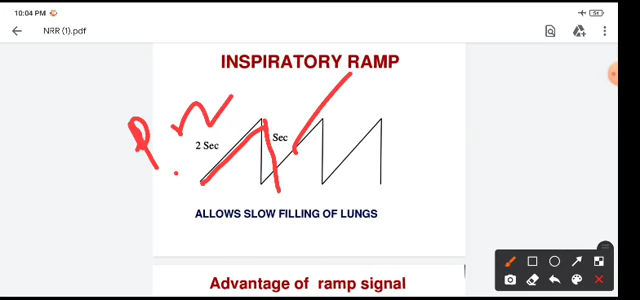 10:04 PM
51
NRR (1).pdf
INSPIRATORY RAMP
2 Sec
Sec
ALLOWS SLOW FILLING OF LUNGS
Advantage of ramp signal